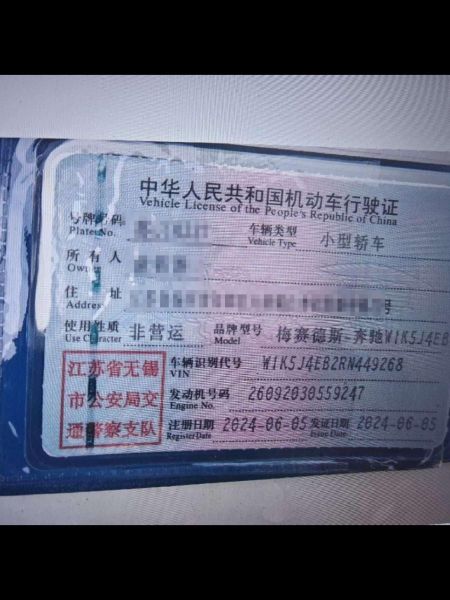 中华人民共和国机动车行驶证
Vehicle License of the People's Republic of China
号牌号码
Plate No.
车辆类型 小型轿车
Vehicle Type
所有人
Owner
住 址 号
Address
使用性质 非营运 品牌型号 梅赛德斯-奔驰W1K5J4EB
Use Character Model
江苏省无锡
市公安局交
通警察支队
车辆识别代号 W1K5J4EB2RN449268
VIN
发动机号码 26092030559247
Engine No.
注册日期 2024-06-05 发证日期 2024-06-05
Register Date Issue Date